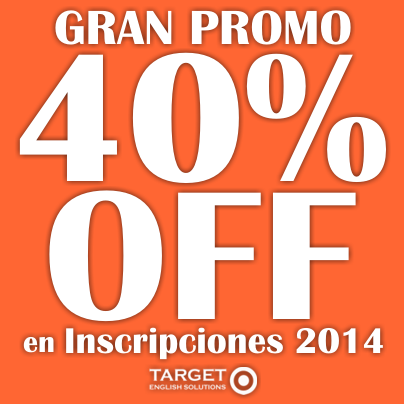 GRAN PROMO
40%
OFF
en Inscripciones 2014
TARGET
ENGLISH SOLUTIONS